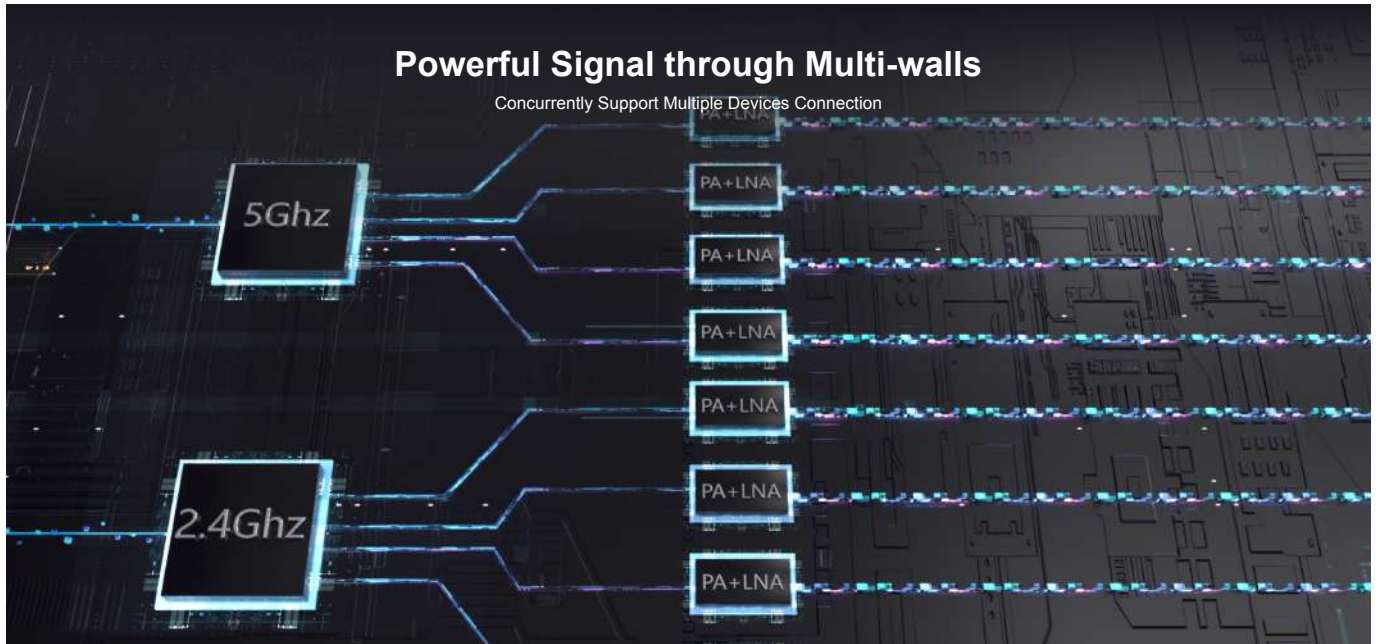 Powerful Signal through Multi-walls
Concurrently Support Multiple Devices Connection
PA+LNA
PA+LNA
5Ghz
PA+LNA
PA+LNA
PA+LNA
PA+LNA
2.4Ghz
PA+LNA